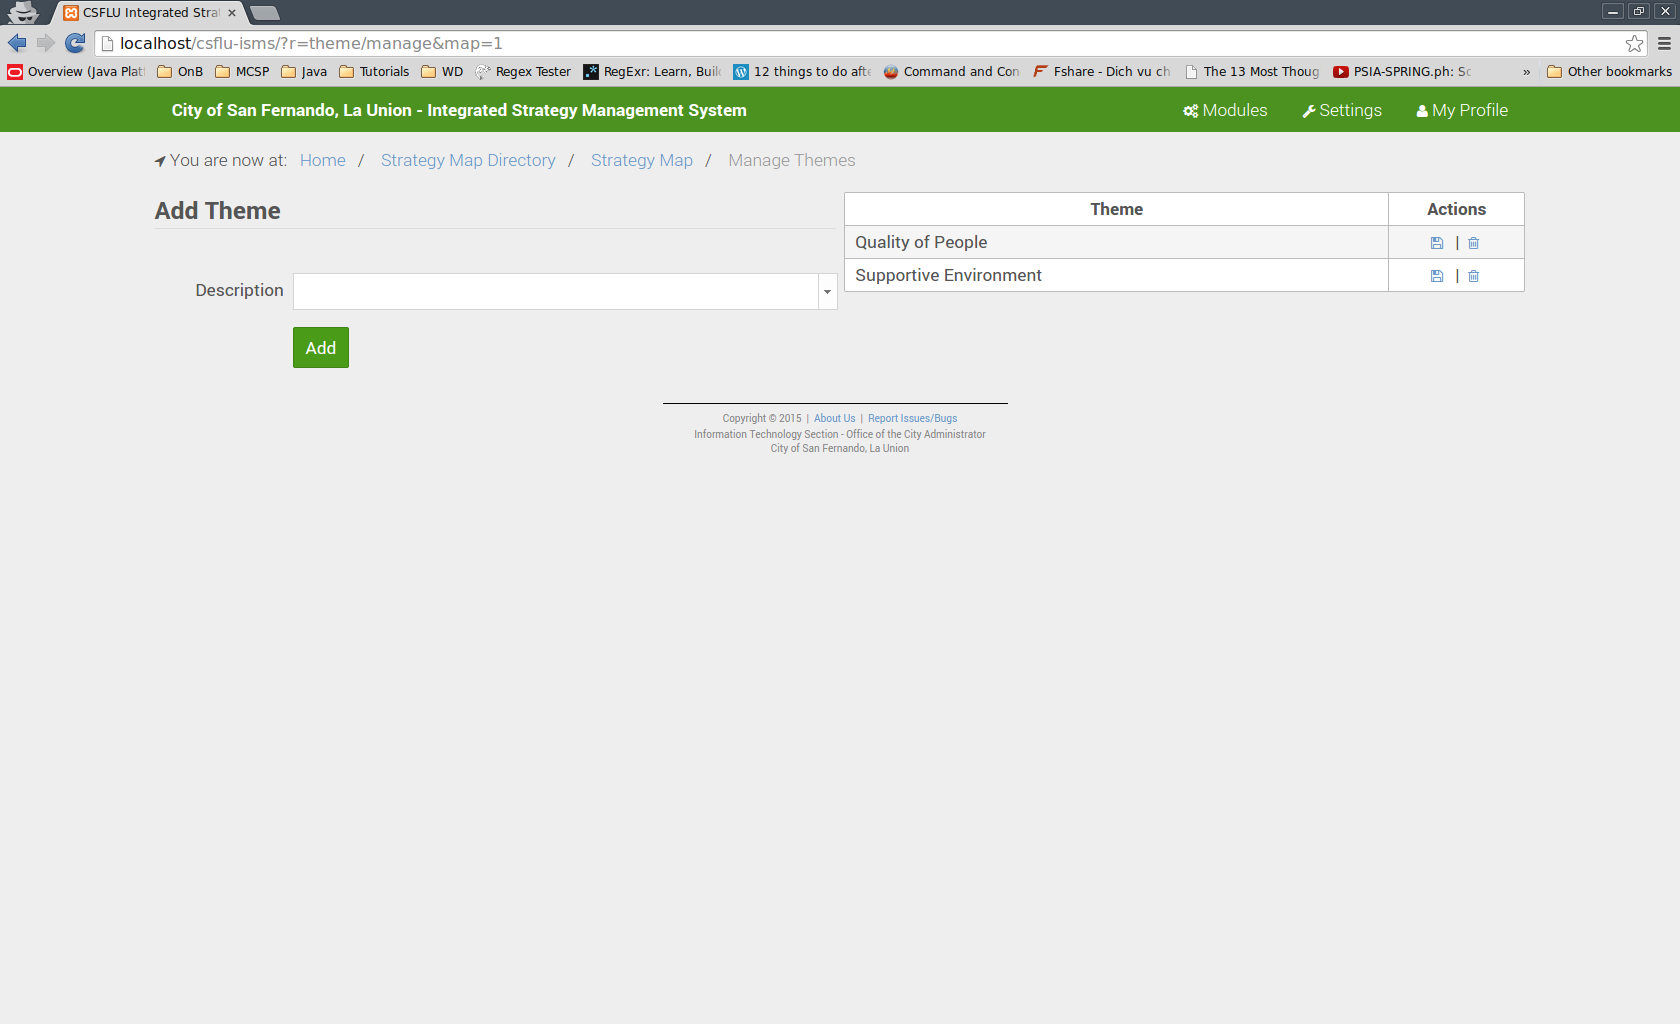 CSFLU Integrated Stra
localhost/csflu-isms/?r=theme/manage&map=1
Overview (Java Plat OnB MCSP Java Tutorials WD Regex Tester RegExr: Learn, Buil 12 things to do afte Command and Con Fshare - Dich vu ch The 13 Most Thoug PSIA-SPRING.ph: Sc » Other bookmarks
City of San Fernando, La Union - Integrated Strategy Management System Modules Settings My Profile
You are now at: Home / Strategy Map Directory / Strategy Map / Manage Themes
Add Theme
Description
Add
Theme Actions
Quality of People |
Supportive Environment |
Copyright © 2015 | About Us | Report Issues/Bugs
Information Technology Section - Office of the City Administrator
City of San Fernando, La Union